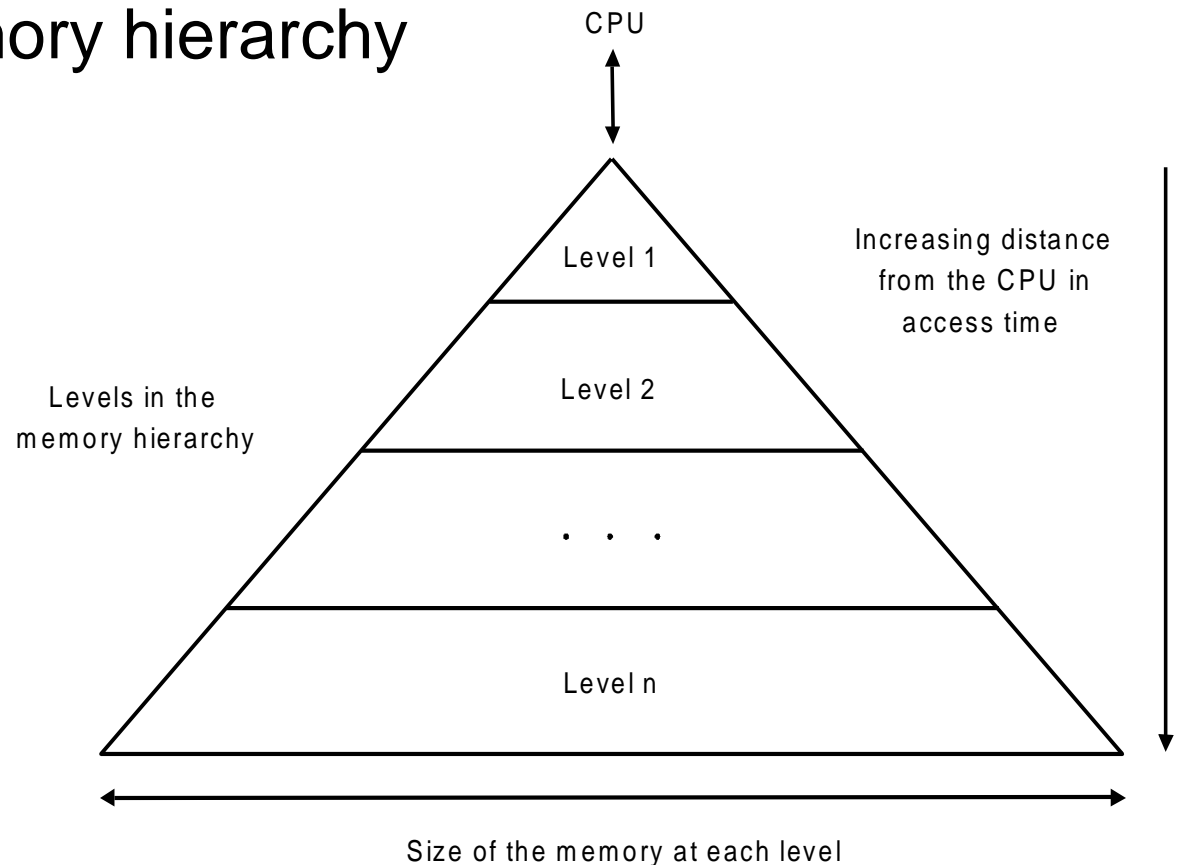 ory hierarchy
CPU
Level 1
Increasing distance
from the CPU in
access time
Level 2
Levels in the
memory hierarchy
. . .
Level n
Size of the memory at each level